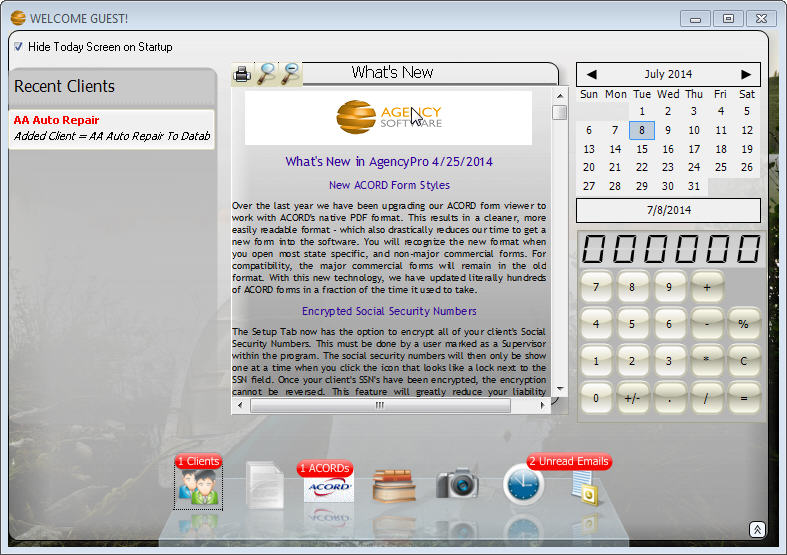 WELCOME GUEST!
Hide Today Screen on Startup
Recent Clients
AA Auto Repair
Added Client = AA Auto Repair To Datab
What's New
AGENCY
SOFTWARE
What's New in AgencyPro 4/25/2014
New ACORD Form Styles
Over the last year we have been upgrading our ACORD form viewer to
work with ACORD's native PDF format. This results in a cleaner, more
easily readable format - which also drastically reduces our time to get a
new form into the software. You will recognize the new format when
you open most state specific, and non-major commercial forms. For
compatibility, the major commercial forms will remain in the old
format. With this new technology, we have updated literally hundreds
of ACORD forms in a fraction of the time it used to take.
Encrypted Social Security Numbers
The Setup Tab now has the option to encrypt all of your client's Social
Security Numbers. This must be done by a user marked as a Supervisor
within the program. The social security numbers will then only be show
one at a time when you click the icon that looks like a lock next to the
SSN field. Once your client's SSN's have been encrypted, the encryption
cannot be reversed. This feature will greatly reduce your liability
July 2014
Sun Mon Tue Wed Thu Fri Sat
1 2 3 4 5
6 7 8 9 10 11 12
13 14 15 16 17 18 19
20 21 22 23 24 25 26
27 28 29 30 31
7/8/2014
000000
7 8 9 +
4 5 6 - %
1 2 3 * C
0 +/- . / =
1 Clients
1 ACORDs
ACORD
2 Unread Emails